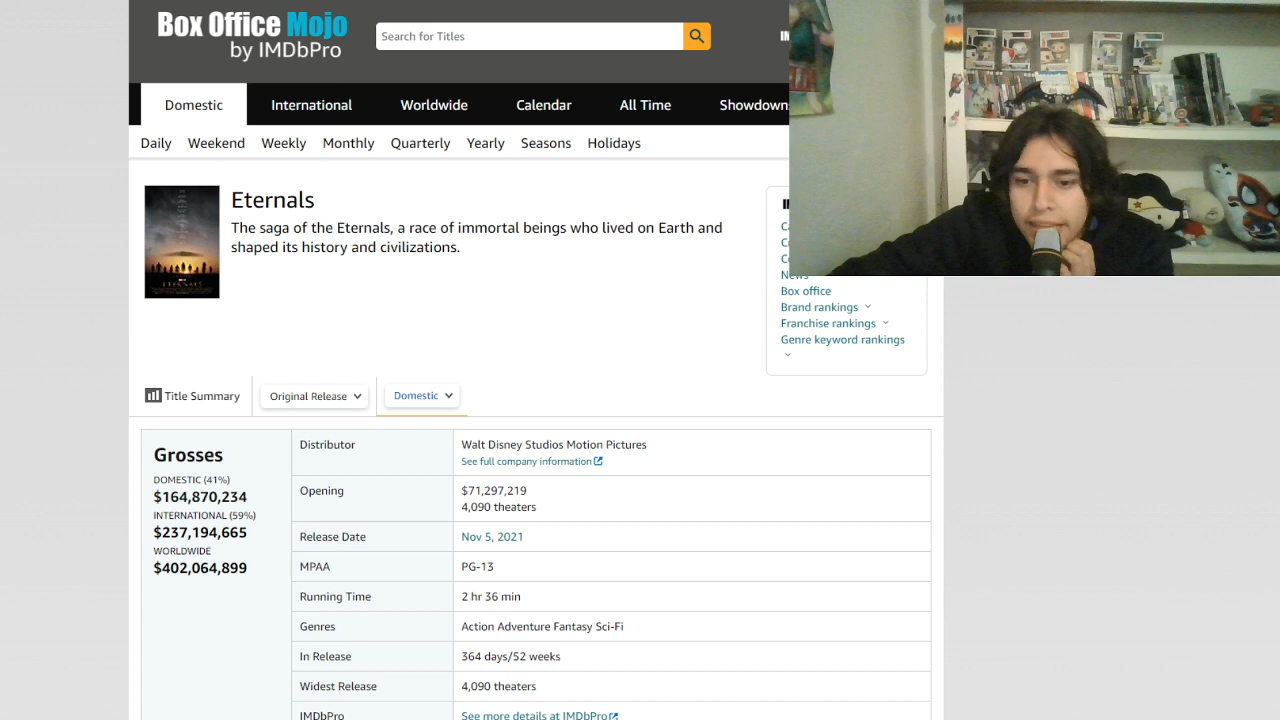 Box Office Mojo
by IMDbPro
Search for Titles
Domestic
International
Worldwide
Calendar
All Time
Showdown
Daily
Weekend
Weekly
Monthly
Quarterly
Yearly
Seasons
Holidays
Eternals
The saga of the Eternals, a race of immortal beings who lived on Earth and
shaped its history and civilizations.
ETERNALS
News
Box office
Brand rankings
Franchise rankings
Genre keyword rankings
Title Summary
Original Release
Domestic
Grosses
DOMESTIC (41%)
$164,870,234
INTERNATIONAL (59%)
$237,194,665
WORLDWIDE
$402,064,899
Distributor
Walt Disney Studios Motion Pictures
See full company information
Opening
$71,297,219
4,090 theaters
Release Date
Nov 5, 2021
MPAA
PG-13
Running Time
2 hr 36 min
Genres
Action Adventure Fantasy Sci-Fi
In Release
364 days/52 weeks
Widest Release
4,090 theaters
IMDbPro
See more details at IMDbPro